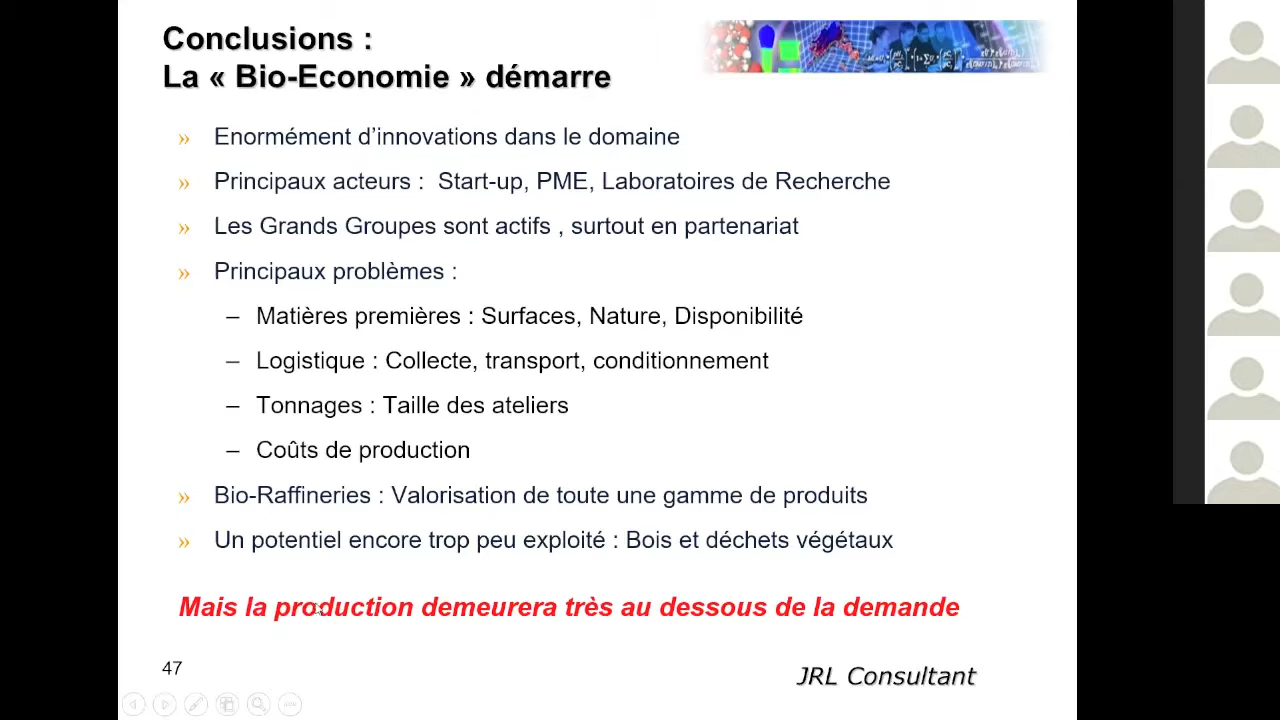 Conclusions :
La « Bio-Economie » démarre
» Enormément d’innovations dans le domaine
» Principaux acteurs : Start-up, PME, Laboratoires de Recherche
» Les Grands Groupes sont actifs , surtout en partenariat
» Principaux problèmes :
– Matières premières : Surfaces, Nature, Disponibilité
– Logistique : Collecte, transport, conditionnement
– Tonnages : Taille des ateliers
– Coûts de production
» Bio-Raffineries : Valorisation de toute une gamme de produits
» Un potentiel encore trop peu exploité : Bois et déchets végétaux
Mais la production demeurera très au dessous de la demande
47
JRL Consultant